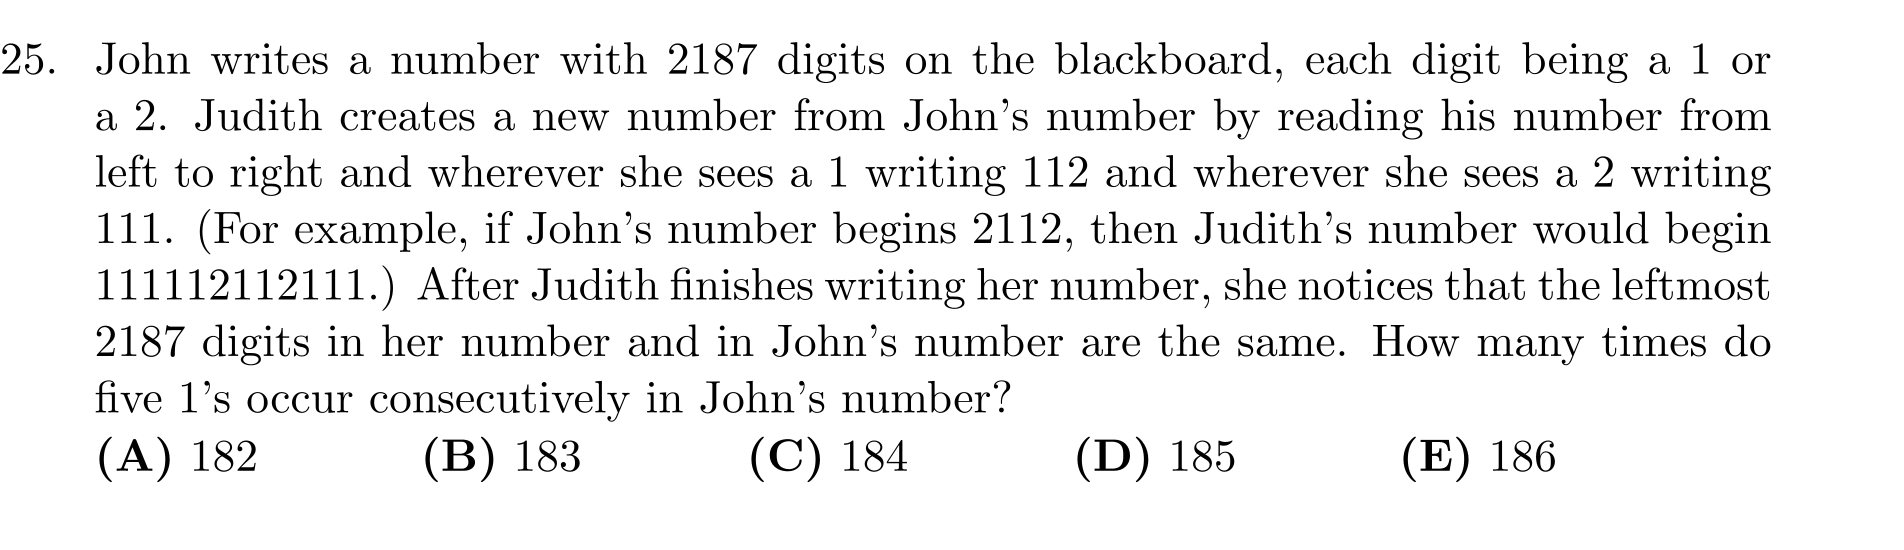 25. John writes a number with 2187 digits on the blackboard, each digit being a 1 or
a 2. Judith creates a new number from John's number by reading his number from
left to right and wherever she sees a 1 writing 112 and wherever she sees a 2 writing
111. (For example, if John's number begins 2112, then Judith's number would begin
111112112111.) After Judith finishes writing her number, she notices that the leftmost
2187 digits in her number and in John's number are the same. How many times do
five 1's occur consecutively in John's number?
(A) 182 (B) 183 (C) 184 (D) 185 (E) 186